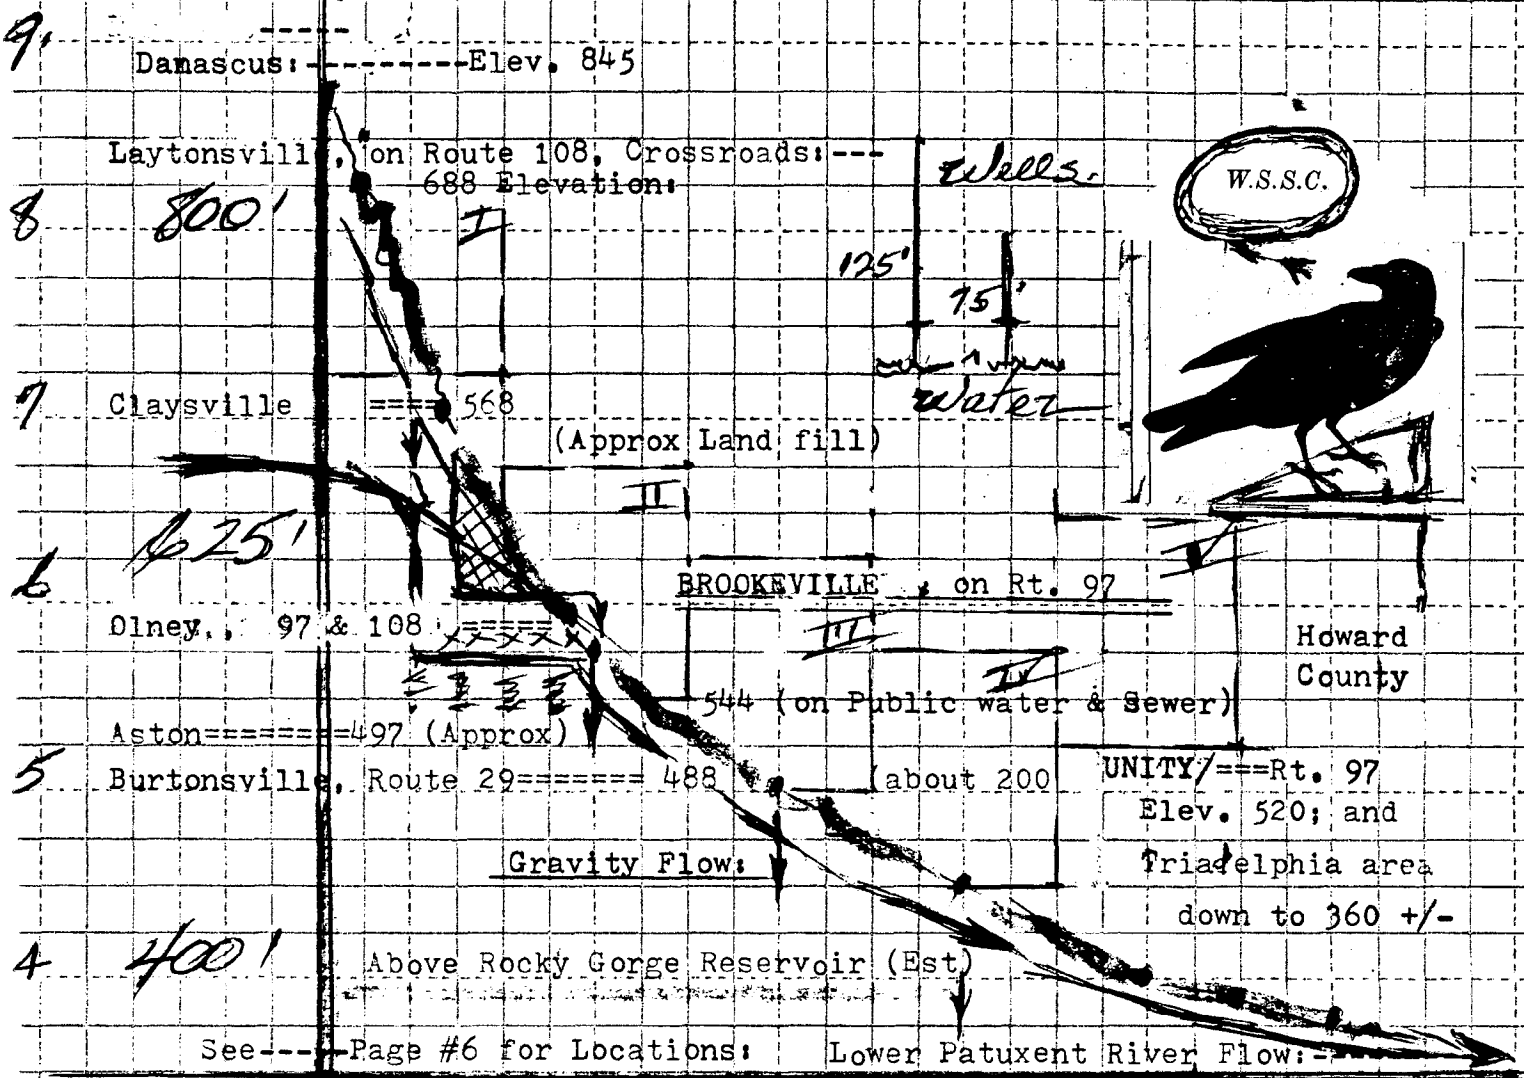 9.
Damascus:---------Elev. 845
Laytonsville, on Route 108, Crossroads:---
688 Elevation:
Wells.
W.S.S.C.
8 800'
I
125'
75'
Water
7 Claysville ==== 568
(Approx Land fill)
II
625'
6
BROOKEVILLE , on Rt. 97
V
Olney., 97 & 108 =====
XXXXXX
III
IV
Howard
County
544 (on Public water & Sewer)
Aston========497 (Approx)
5 Burtonsville, Route 29======= 488 (about 200
UNITY/===Rt. 97
Elev. 520; and
Triadelphia area
down to 360 +/-
Gravity Flow:
4 400'
Above Rocky Gorge Reservoir (Est)
See-----Page #6 for Locations:
Lower Patuxent River Flow:-